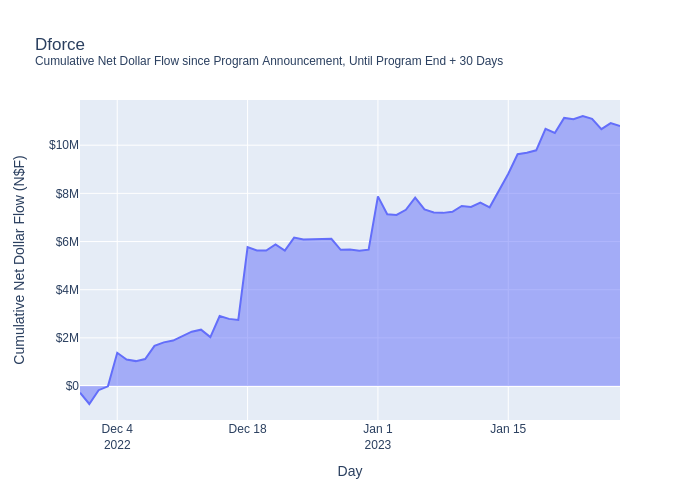 Dforce
Cumulative Net Dollar Flow since Program Announcement, Until Program End + 30 Days
Cumulative Net Dollar Flow (N$F)
$10M
$8M
$6M
$4M
$2M
$0
Dec 4
2022
Dec 18
Jan 1
2023
Jan 15
Day